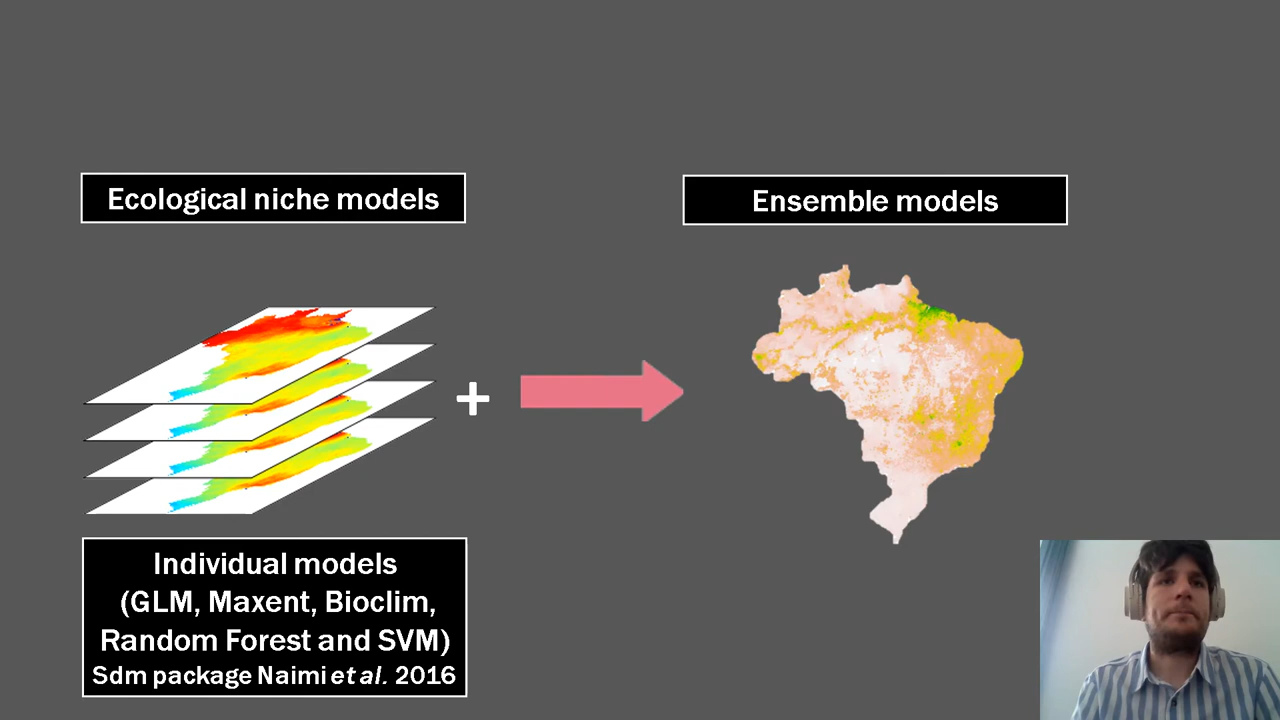 Ecological niche models
Ensemble models
+
Individual models
(GLM, Maxent, Bioclim,
Random Forest and SVM)
Sdm package Naimi et al. 2016